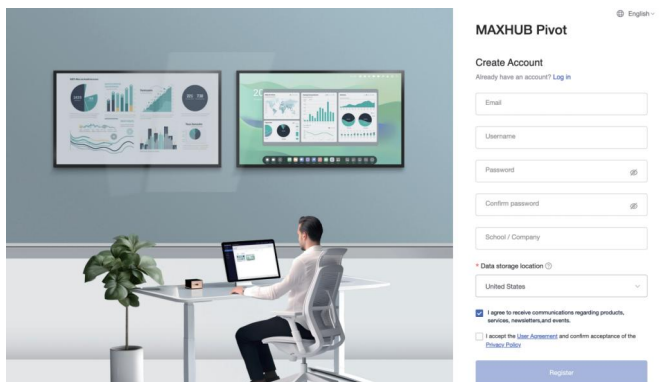 English
MAXHUB Pivot
Create Account
Already have an account? Log in
Email
Username
Password
Confirm password
School / Company
* Data storage location
United States
I agree to receive communications regarding products,
services, newsletters,and events.
I accept the User Agreement and confirm acceptance of the
Privacy Policy
Register